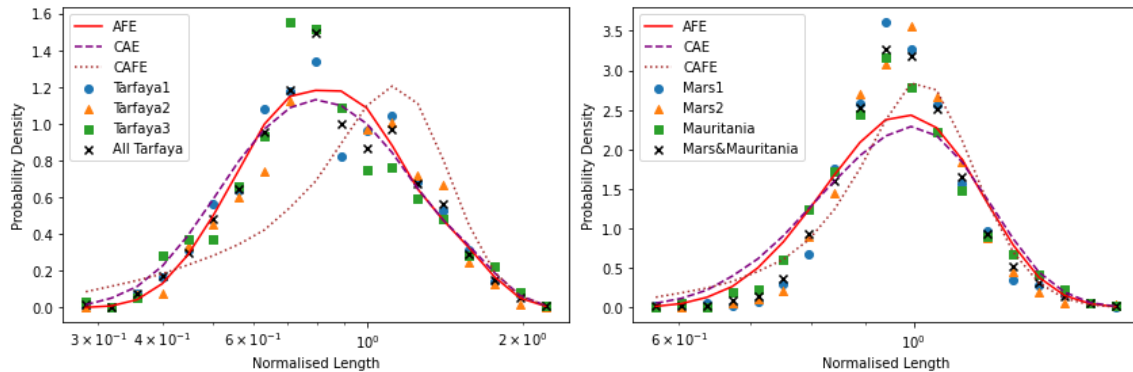 1.6
1.4
1.2
1.0
0.8
0.6
0.4
0.2
0.0
Probability Density
AFE
CAE
CAFE
Tarfaya1
Tarfaya2
Tarfaya3
All Tarfaya
3 × 10⁻¹ 4 × 10⁻¹ 6 × 10⁻¹ 10⁰ 2 × 10⁰
Normalised Length
3.5
3.0
2.5
2.0
1.5
1.0
0.5
0.0
Probability Density
AFE
CAE
CAFE
Mars1
Mars2
Mauritania
Mars&Mauritania
6 × 10⁻¹ 10⁰
Normalised Length